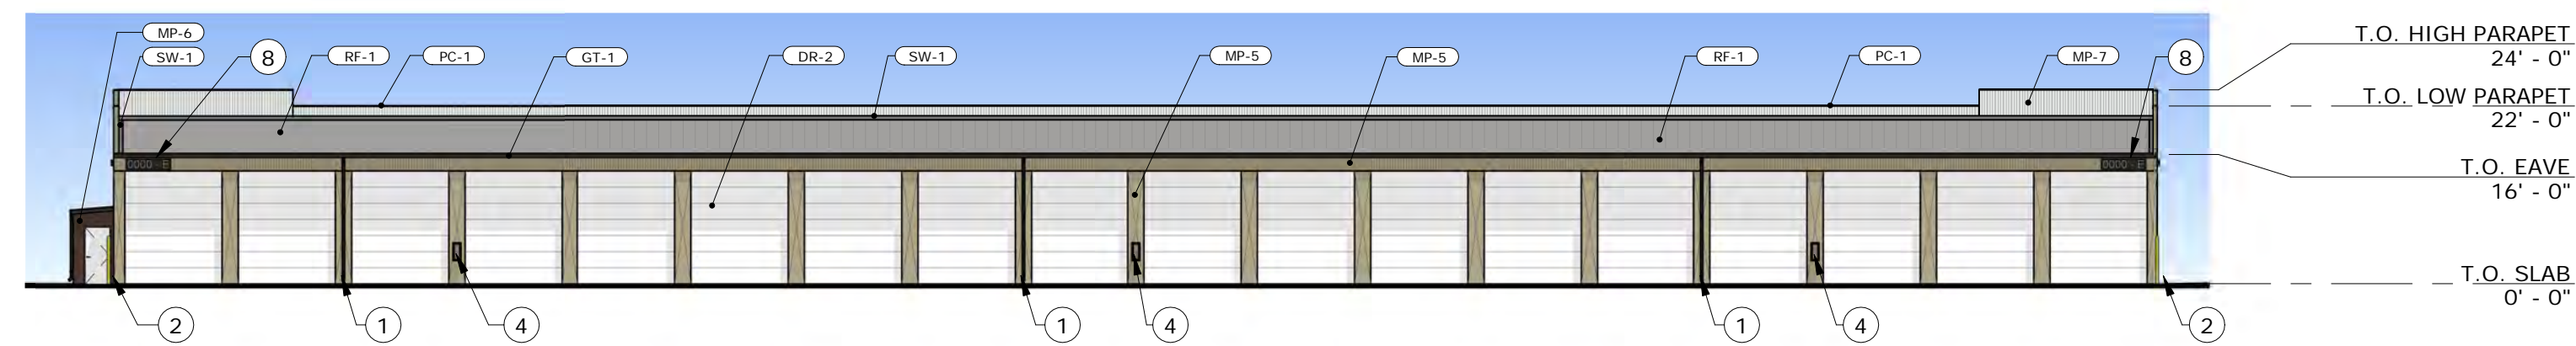 MP-6
SW-1
8
RF-1
PC-1
GT-1
DR-2
SW-1
MP-5
MP-5
RF-1
PC-1
MP-7
8
T.O. HIGH PARAPET
24' - 0"
T.O. LOW PARAPET
22' - 0"
T.O. EAVE
16' - 0"
T.O. SLAB
0' - 0"
0000 - E
0000 - E
2
1
4
1
4
1
4
2